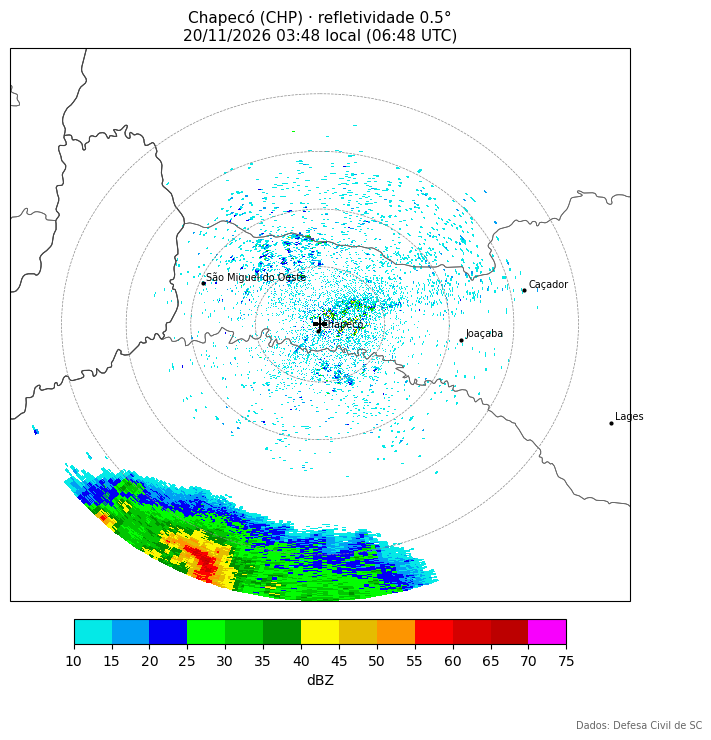 Chapecó (CHP) · refletividade 0.5°
20/11/2026 03:48 local (06:48 UTC)
São Miguel do Oeste
Caçador
Chapecó
Joaçaba
Lages
10 15 20 25 30 35 40 45 50 55 60 65 70 75
dBZ
Dados: Defesa Civil de SC